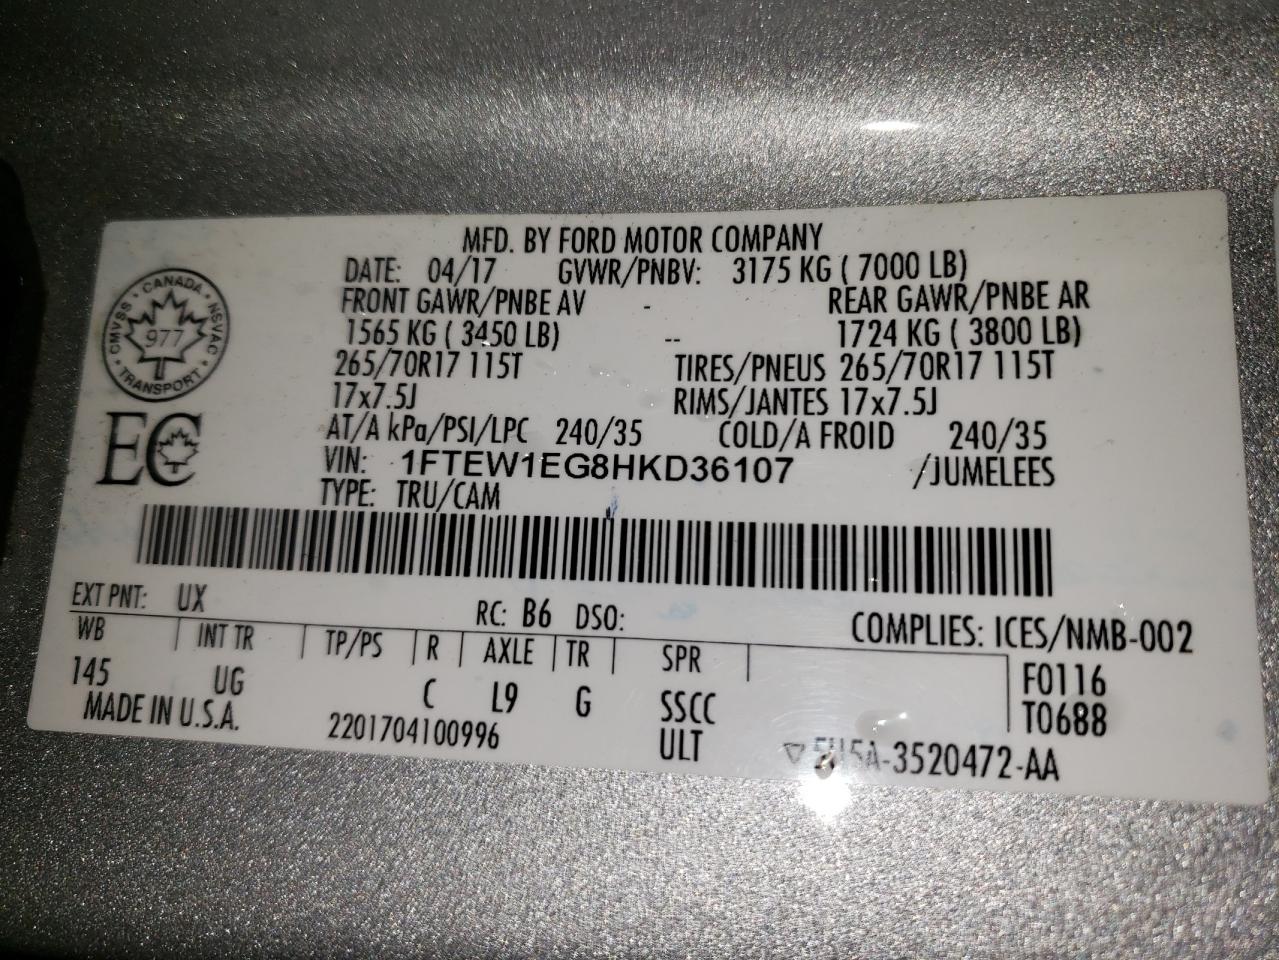 MFD. BY FORD MOTOR COMPANY
DATE: 04/17 GVWR/PNBV: 3175 KG ( 7000 LB)
FRONT GAWR/PNBE AV - REAR GAWR/PNBE AR
1565 KG ( 3450 LB) -- 1724 KG ( 3800 LB)
265/70R17 115T TIRES/PNEUS 265/70R17 115T
17x7.5J RIMS/JANTES 17x7.5J
AT/A kPa/PSI/LPC 240/35 COLD/A FROID 240/35
VIN: 1FTEW1EG8HKD36107 /JUMELEES
TYPE: TRU/CAM
CANADA
CMVSS - NSVAC
977
TRANSPORT
EC
EXT PNT: UX RC: B6 DSO:
COMPLIES: ICES/NMB-002
WB INT TR TP/PS R AXLE TR SPR
145 UG C L9 G SSCC
F0116
T0688
MADE IN U.S.A. 2201704100996 ULT
-3520472-AA